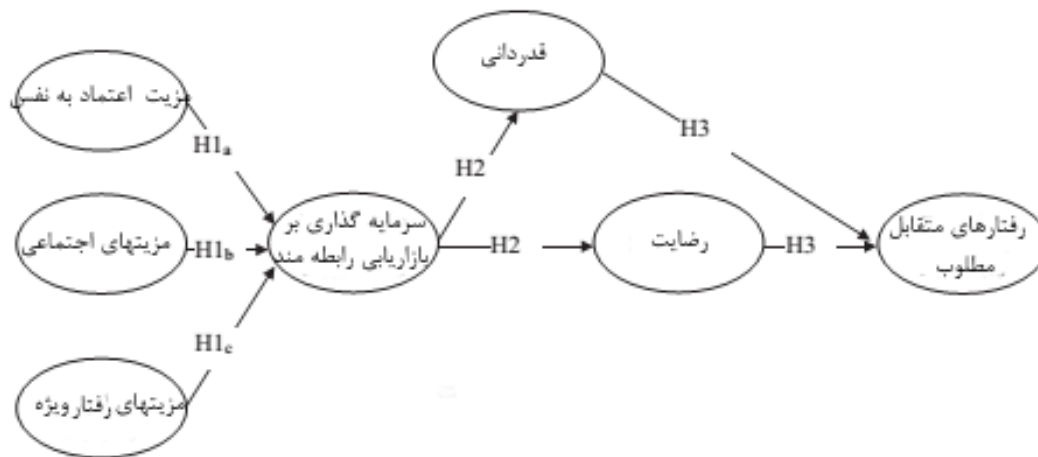 قدردانی
مزیت اعتماد به نفس
H1a
H3
H2
مزیتهای اجتماعی
H1b
سرمایه گذاری بر
بازاریابی رابطه مند
H2
رضایت
H3
رفتارهای متقابل
مطلوب
H1c
مزیتهای رفتار ویژه